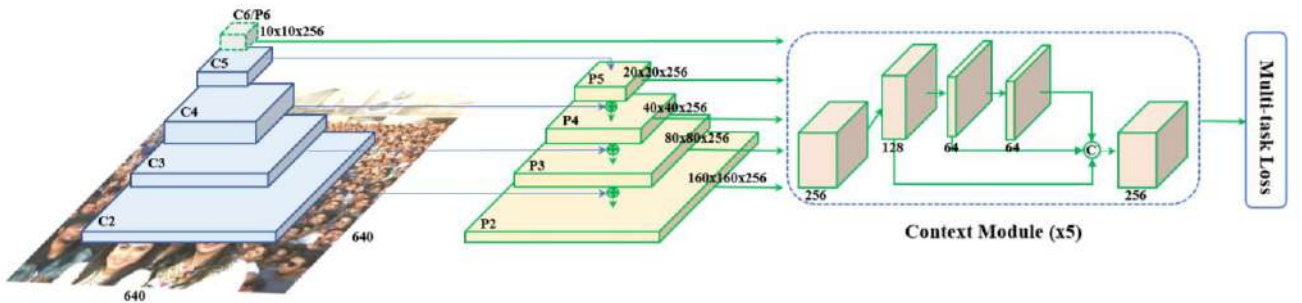 C6/P6
10x10x256
C5
C4
C3
C2
640
640
P5
20x20x256
P4
40x40x256
P3
80x80x256
P2
160x160x256
256
128
64
64
C
256
Context Module (x5)
Multi-task Loss